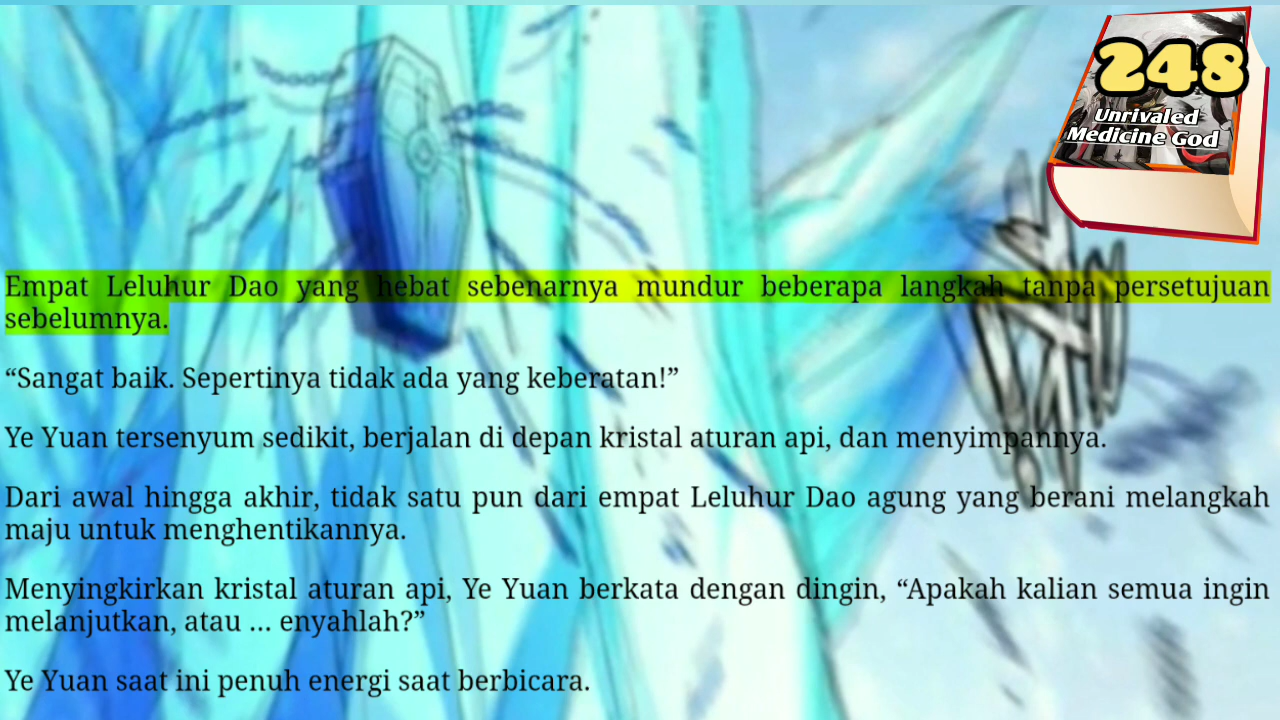 248
Unrivaled
Medicine God
Empat Leluhur Dao yang hebat sebenarnya mundur beberapa langkah tanpa persetujuan
sebelumnya.
“Sangat baik. Sepertinya tidak ada yang keberatan!”
Ye Yuan tersenyum sedikit, berjalan di depan kristal aturan api, dan menyimpannya.
Dari awal hingga akhir, tidak satu pun dari empat Leluhur Dao agung yang berani melangkah
maju untuk menghentikannya.
Menyingkirkan kristal aturan api, Ye Yuan berkata dengan dingin, “Apakah kalian semua ingin
melanjutkan, atau … enyahlah?”
Ye Yuan saat ini penuh energi saat berbicara.